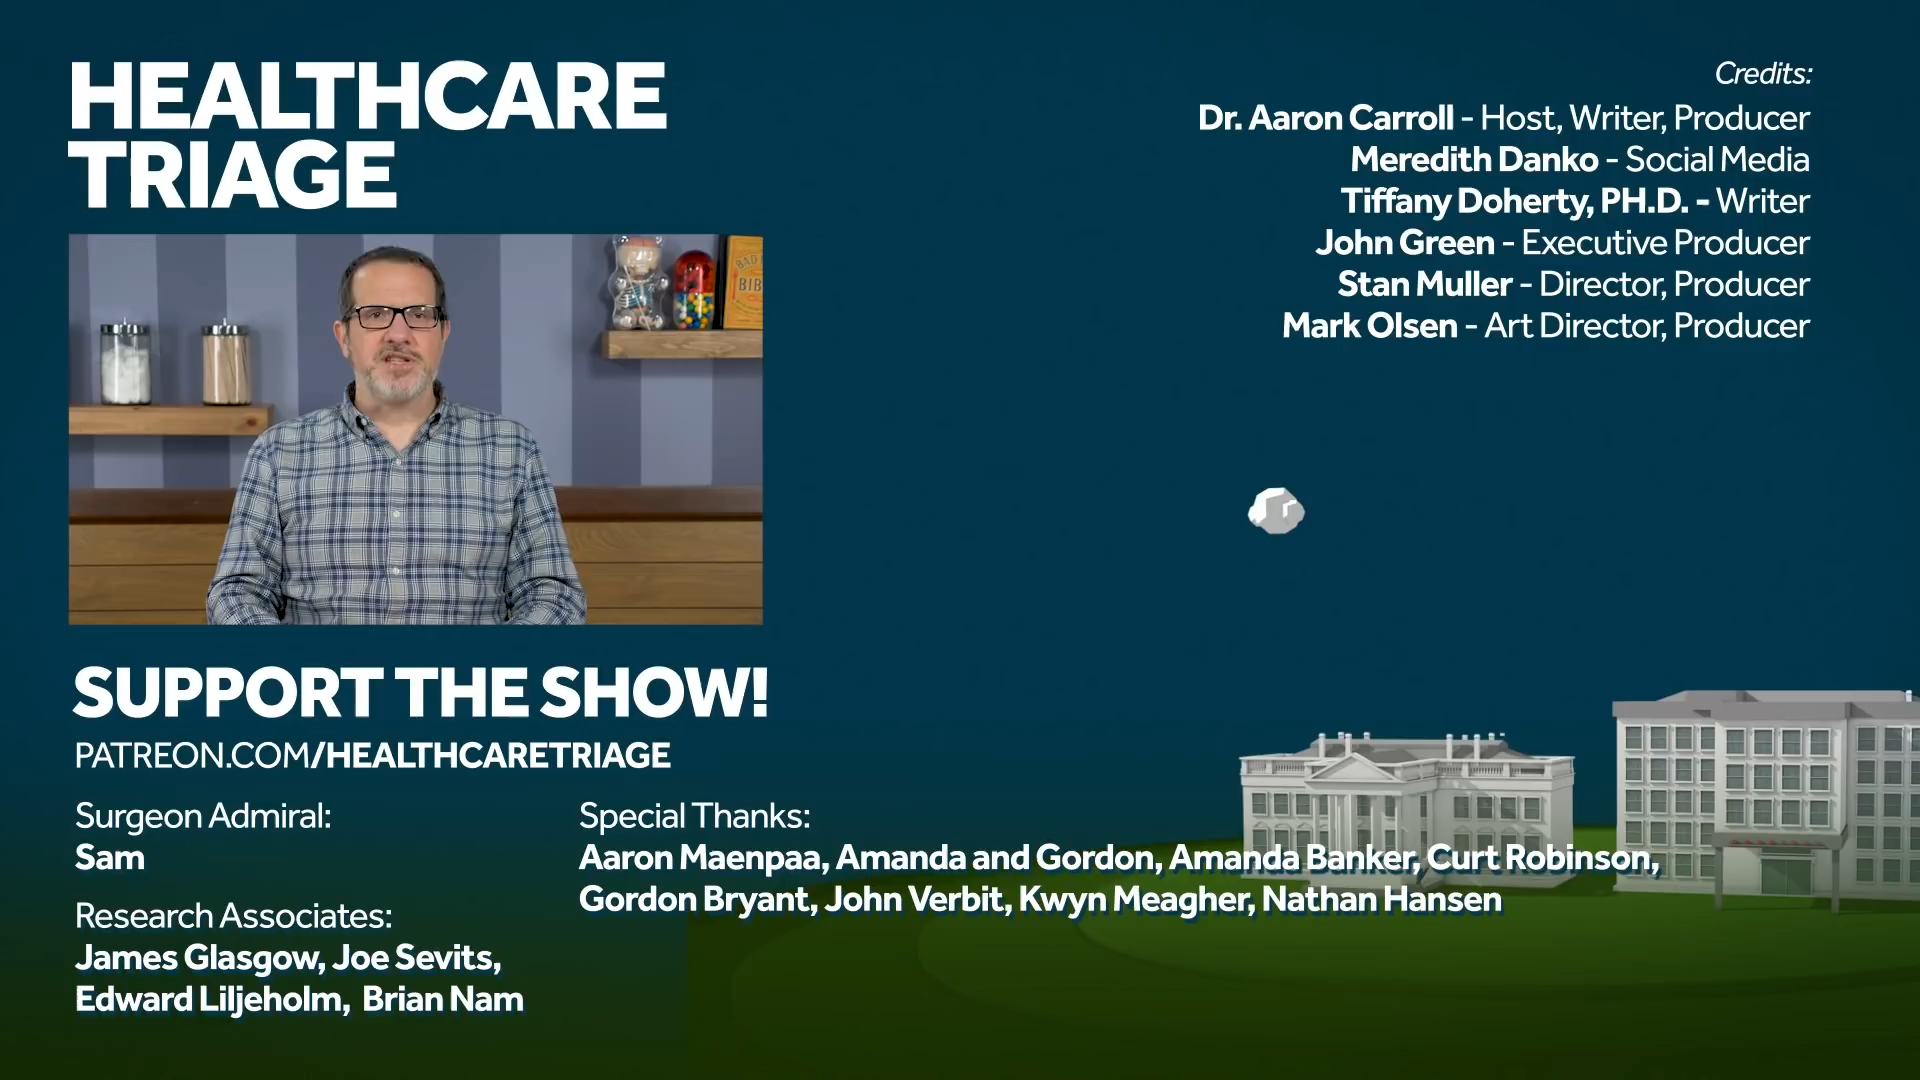 HEALTHCARE
TRIAGE
Credits:
Dr. Aaron Carroll - Host, Writer, Producer
Meredith Danko - Social Media
Tiffany Doherty, PH.D. - Writer
John Green - Executive Producer
Stan Muller - Director, Producer
Mark Olsen - Art Director, Producer
BAD
BIB
SUPPORT THE SHOW!
PATREON.COM/HEALTHCARETRIAGE
Surgeon Admiral:
Sam
Research Associates:
James Glasgow, Joe Sevits,
Edward Liljeholm, Brian Nam
Special Thanks:
Aaron Maenpaa, Amanda and Gordon, Amanda Banker, Curt Robinson,
Gordon Bryant, John Verbit, Kwyn Meagher, Nathan Hansen